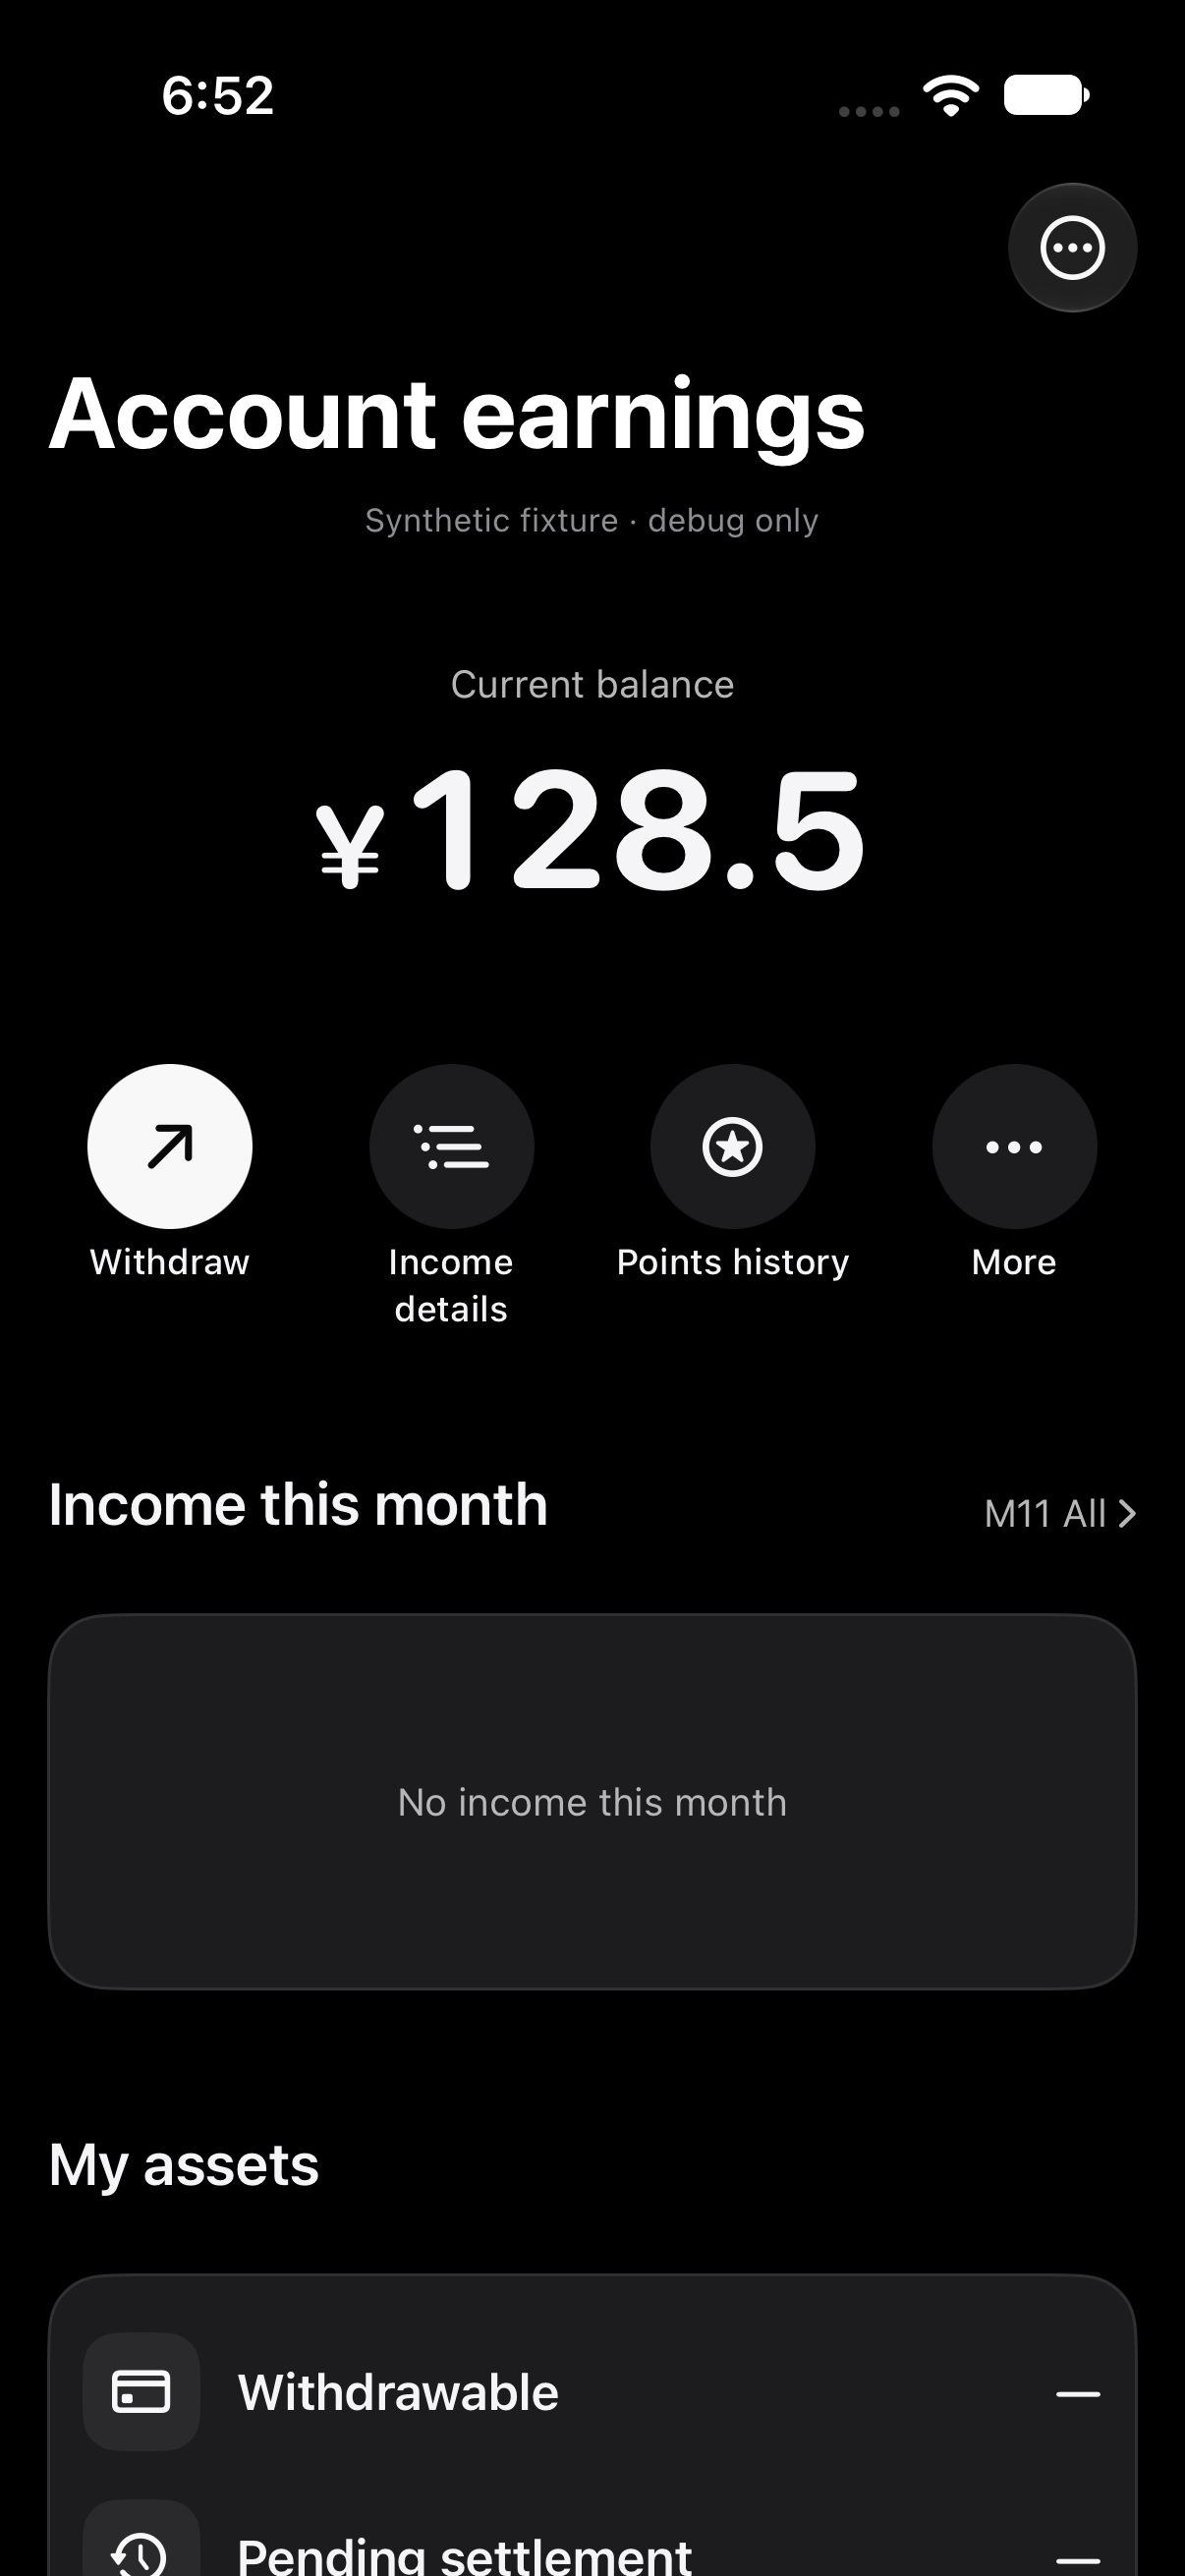 6:52
Account earnings
Synthetic fixture · debug only
Current balance
¥128.5
Withdraw
Income
details
Points history
More
Income this month
M11 All
No income this month
My assets
Withdrawable
—
Pending settlement
—